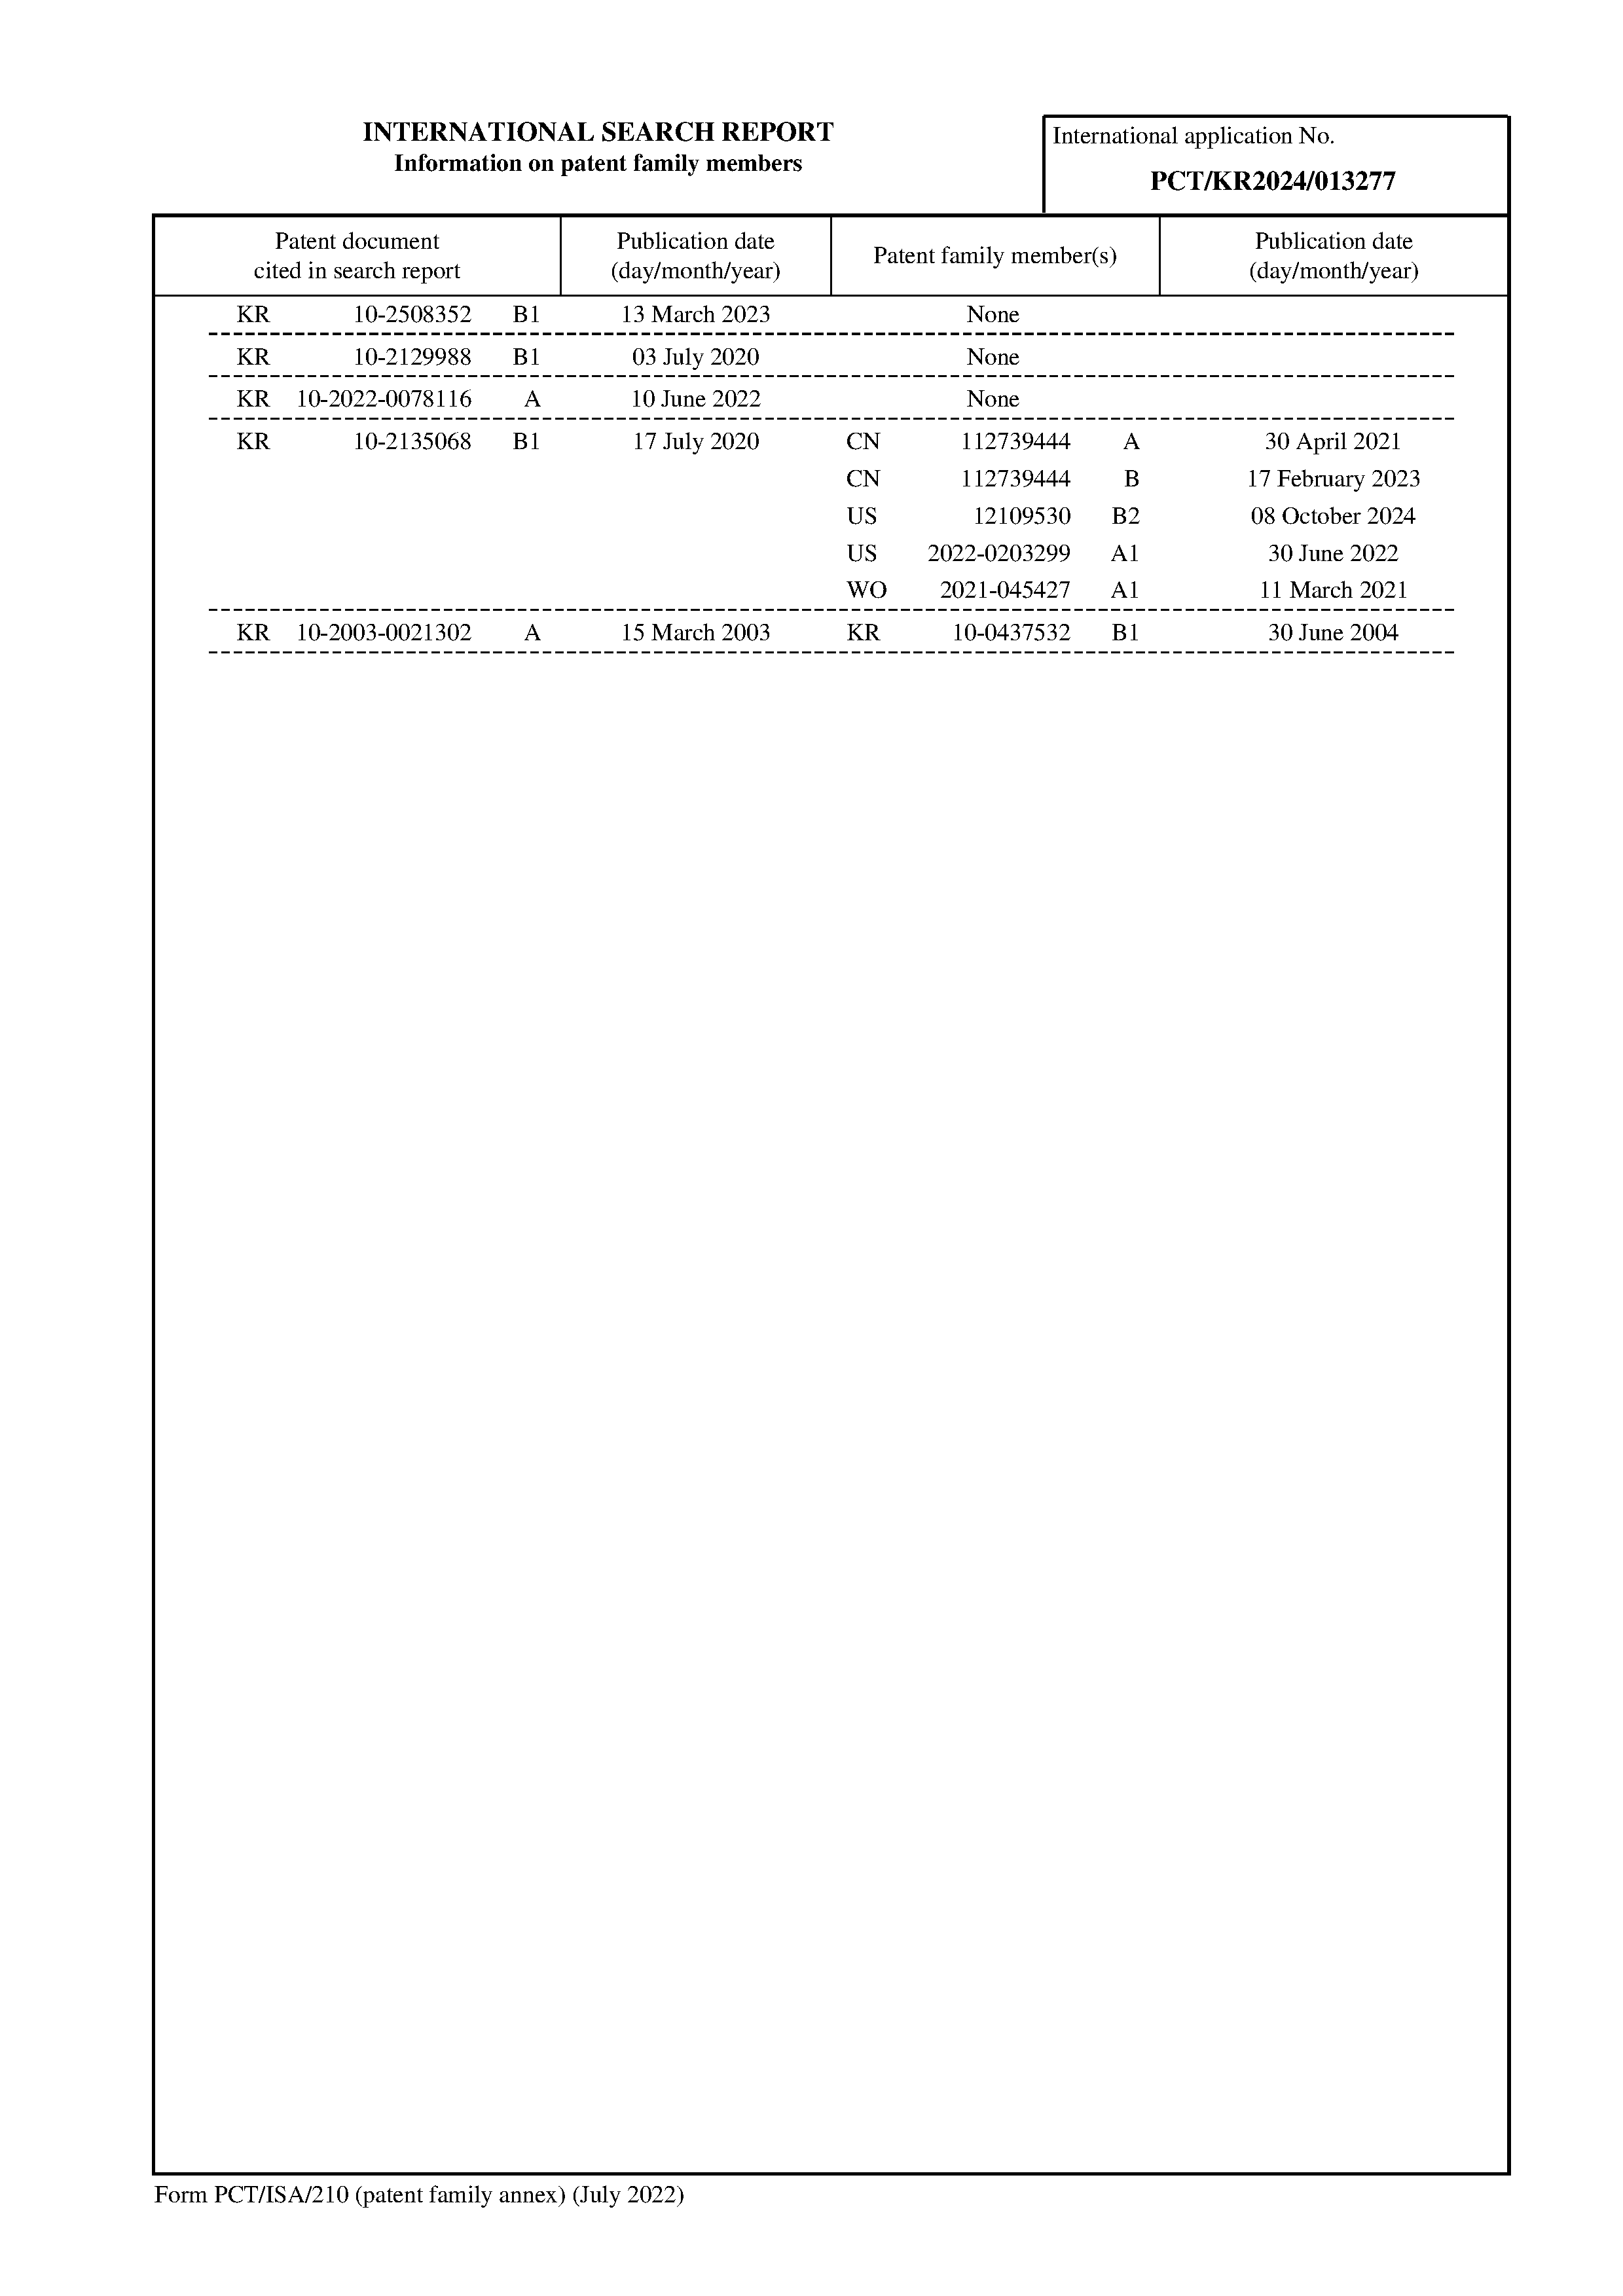 INTERNATIONAL SEARCH REPORT
Information on patent family members
International application No.
PCT/KR2024/013277
Patent document
cited in search report
Publication date
(day/month/year)
Patent family member(s)
Publication date
(day/month/year)
KR 10-2508352 B1 13 March 2023 None
KR 10-2129988 B1 03 July 2020 None
KR 10-2022-0078116 A 10 June 2022 None
KR 10-2135068 B1 17 July 2020 CN 112739444 A 30 April 2021
CN 112739444 B 17 February 2023
US 12109530 B2 08 October 2024
US 2022-0203299 A1 30 June 2022
WO 2021-045427 A1 11 March 2021
KR 10-2003-0021302 A 15 March 2003 KR 10-0437532 B1 30 June 2004
Form PCT/ISA/210 (patent family annex) (July 2022)